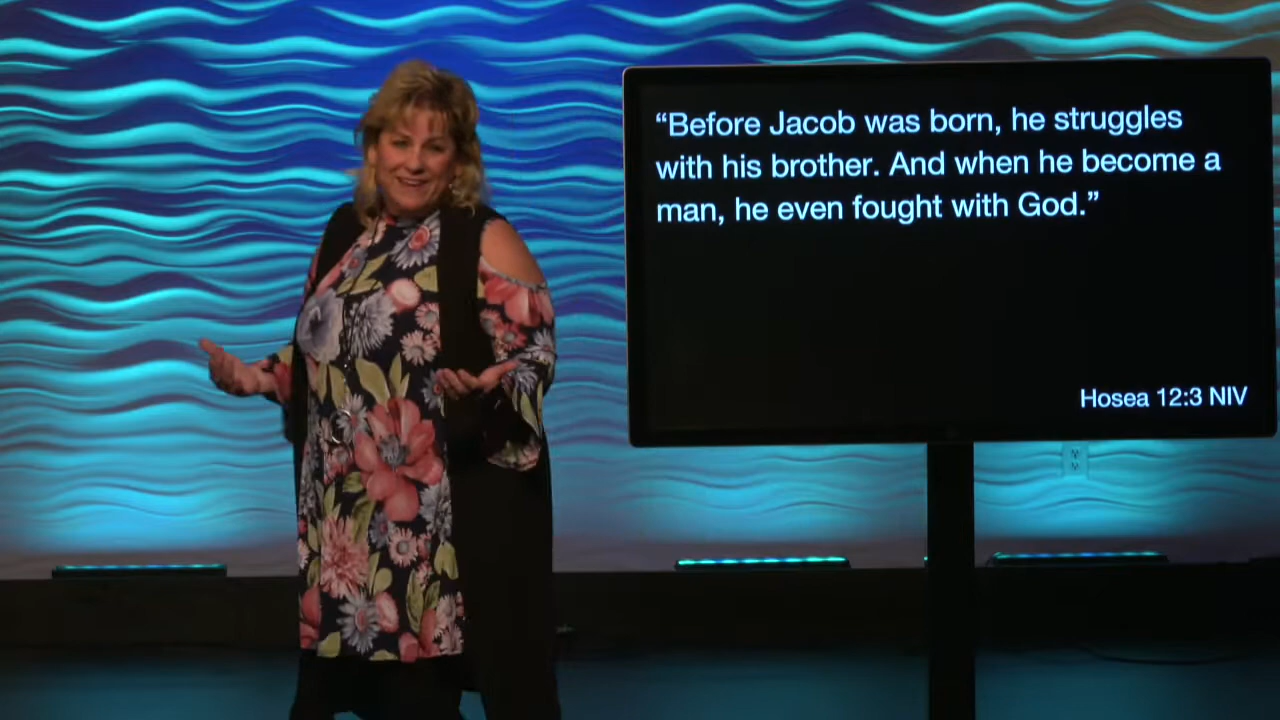 “Before Jacob was born, he struggles
with his brother. And when he become a
man, he even fought with God.”
Hosea 12:3 NIV